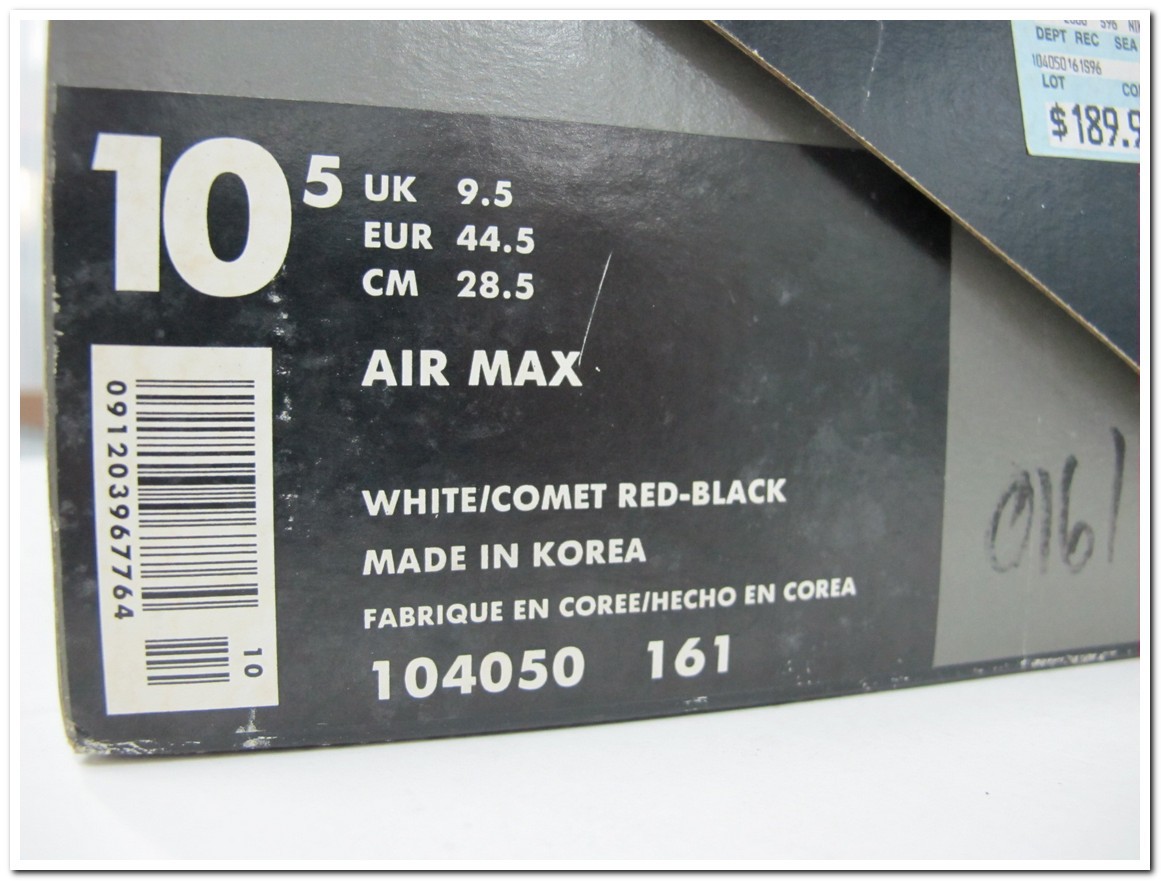 10 5
UK 9.5
EUR 44.5
CM 28.5
AIR MAX
WHITE/COMET RED-BLACK
MADE IN KOREA
FABRIQUE EN COREE/HECHO EN COREA
104050 161
091203967764
10
0161
S96
DEPT REC SEA
104050161S96
LOT
$189.9